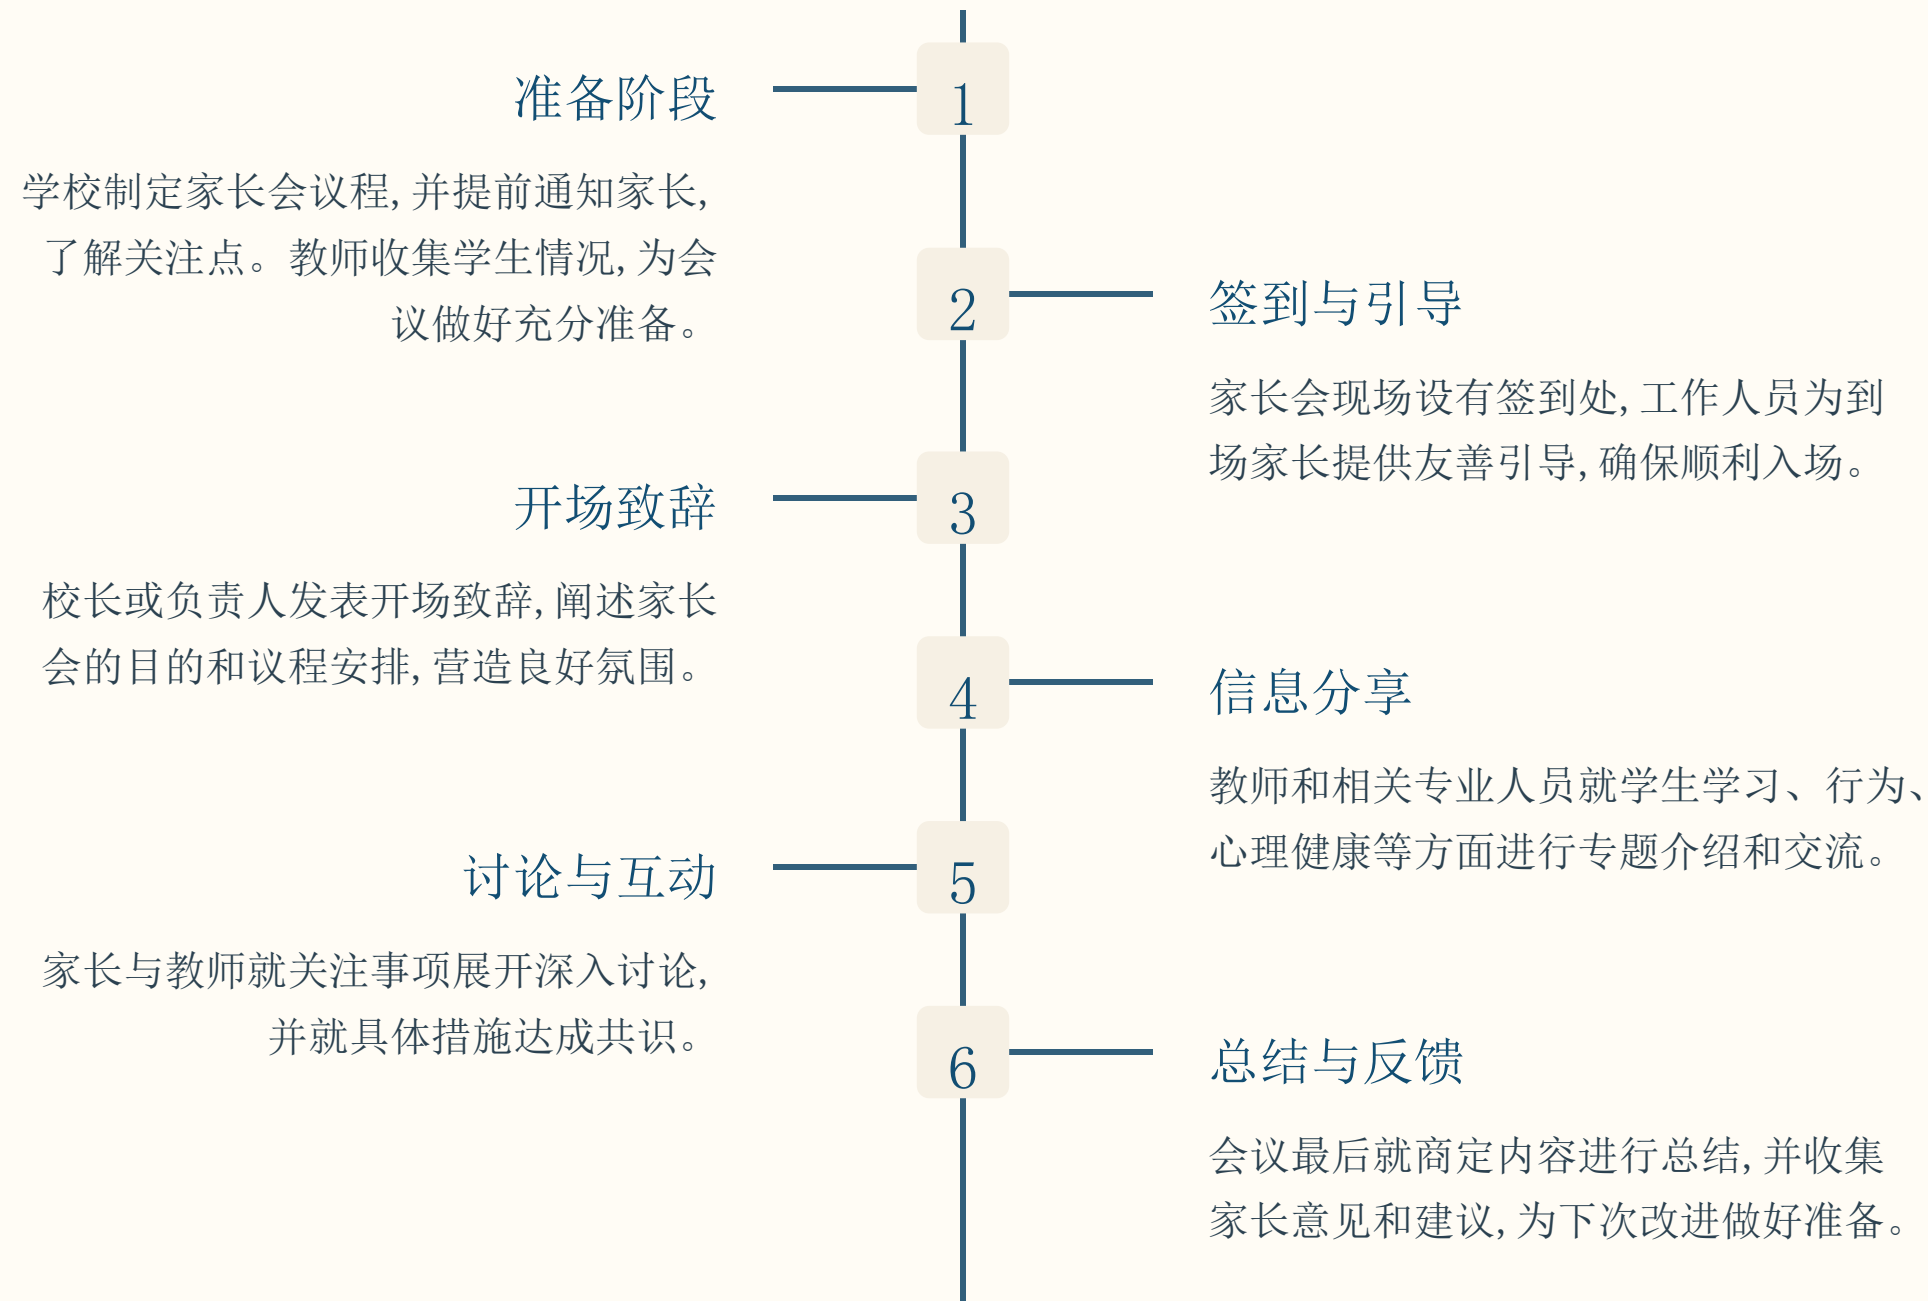 1
准备阶段
学校制定家长会议程,并提前通知家长,
了解关注点。教师收集学生情况,为会
议做好充分准备。
2
签到与引导
家长会现场设有签到处,工作人员为到
场家长提供友善引导,确保顺利入场。
3
开场致辞
校长或负责人发表开场致辞,阐述家长
会的目的和议程安排,营造良好氛围。
4
信息分享
教师和相关专业人员就学生学习、行为、
心理健康等方面进行专题介绍和交流。
5
讨论与互动
家长与教师就关注事项展开深入讨论,
并就具体措施达成共识。
6
总结与反馈
会议最后就商定内容进行总结,并收集
家长意见和建议,为下次改进做好准备。